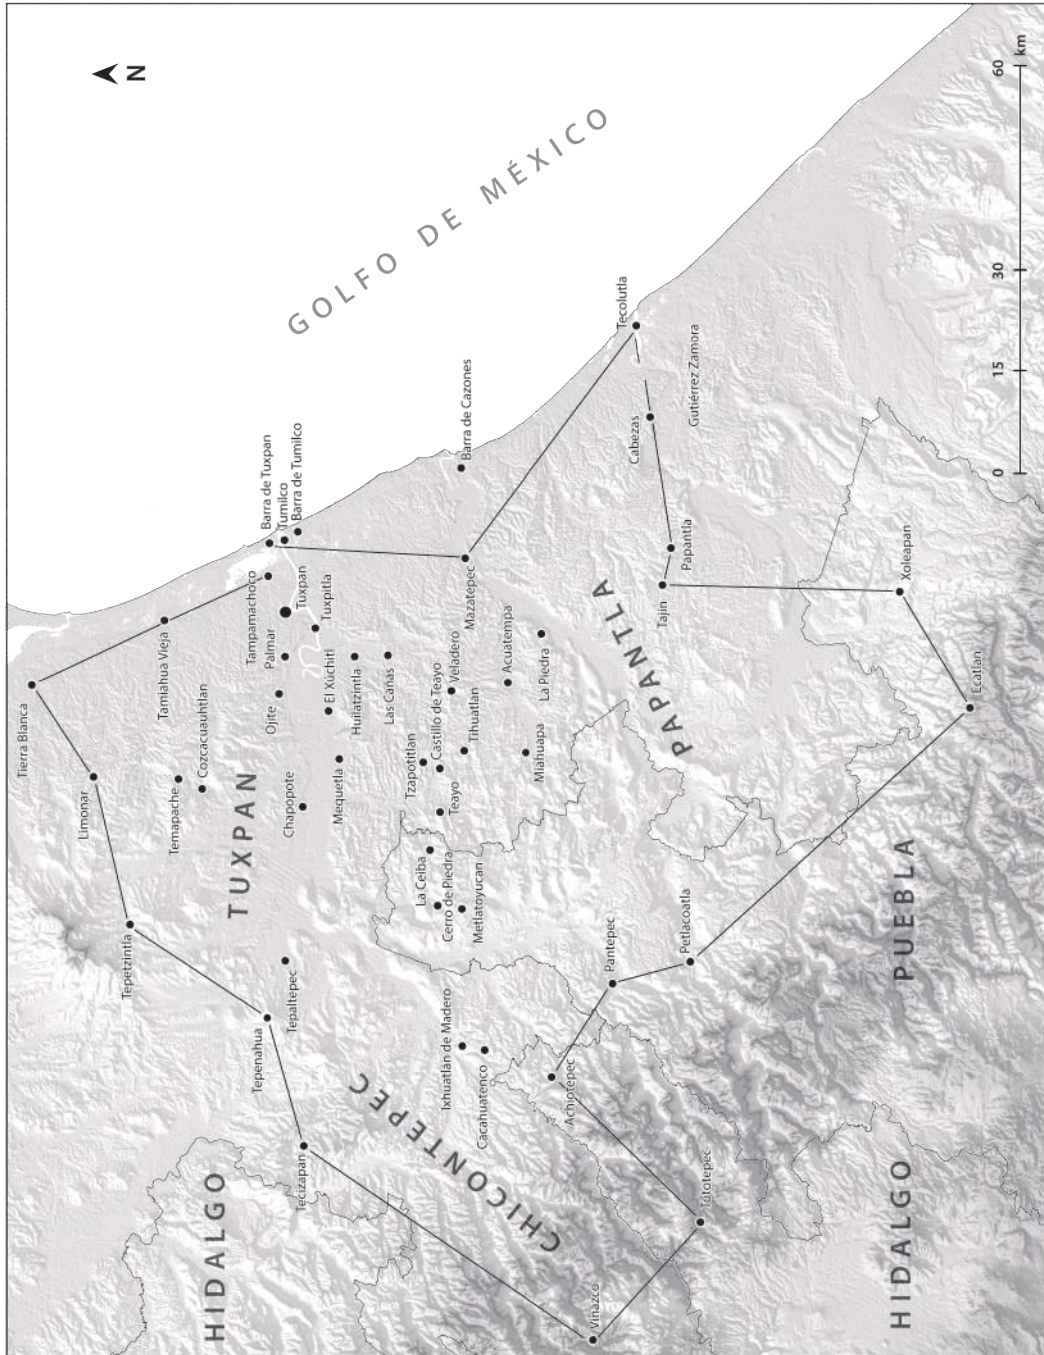 N
GOLFO DE MÉXICO
Tierra Blanca
Limonar
Tamiahua Vieja
Temapache
Cozcacuauhtlan
Tepetzintla
TUXPAN
Barra de Tuxpan
Tumilco
Barra de Tumilco
Tampamachoco
Palmar
Tuxpan
Tuxpitla
Ojite
El Xúchitl
Huilatzintla
Las Cañas
Chapopote
Mequetla
Tepenahua
Tepaltepec
Tecizapan
HIDALGO
CHICONTEPEC
Barra de Cazones
Mazatepec
Veladero
Castillo de Teayo
Tzapotitlan
Tihuatlan
Teayo
Acuatempa
La Piedra
Miahuapa
La Ceiba
Cerro de Piedra
Metlatoyucan
Ixhuatlán de Madero
Cacahuatenco
Achiotepec
Pantepec
Petlacoatla
Vinazco
Tototepec
PAPANTLA
Tecolutla
Cabezas
Gutiérrez Zamora
Papantla
Tajín
Xoleapan
Ecatlan
PUEBLA
HIDALGO
0 15 30 60 km